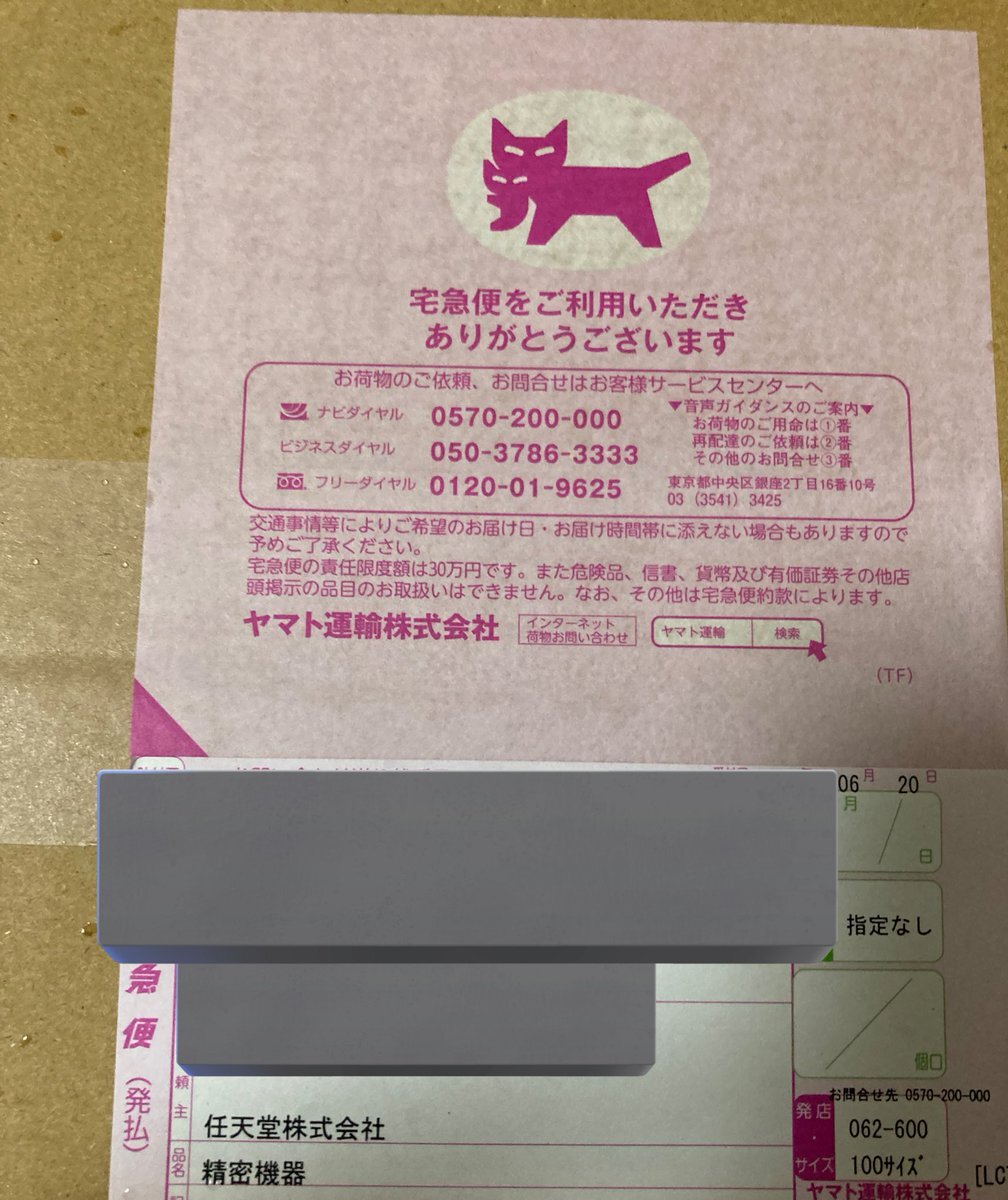 宅急便をご利用いただき
ありがとうございます
お荷物のご依頼、お問合せはお客様サービスセンターへ
ナビダイヤル 0570-200-000
ビジネスダイヤル 050-3786-3333
フリーダイヤル 0120-01-9625
▼音声ガイダンスのご案内▼
お荷物のご用命は①番
再配達のご依頼は②番
その他のお問合せ③番
東京都中央区銀座2丁目16番10号
03（3541）3425
交通事情等によりご希望のお届け日・お届け時間帯に添えない場合もありますので
予めご了承ください。
宅急便の責任限度額は30万円です。また危険品、信書、貨幣及び有価証券その他店
頭掲示の品目のお取扱いはできません。なお、その他は宅急便約款によります。
ヤマト運輸株式会社
インターネット
荷物お問い合わせ
ヤマト運輸 検索
(TF)
06月 20日
月
日
指定なし
個口
急便(発払)
頼主
任天堂株式会社
品名
精密機器
お問合せ先 0570-200-000
発店・サイズ
062-600
100ｻｲｽﾞ
[LC
ヤマト運輸株式会社